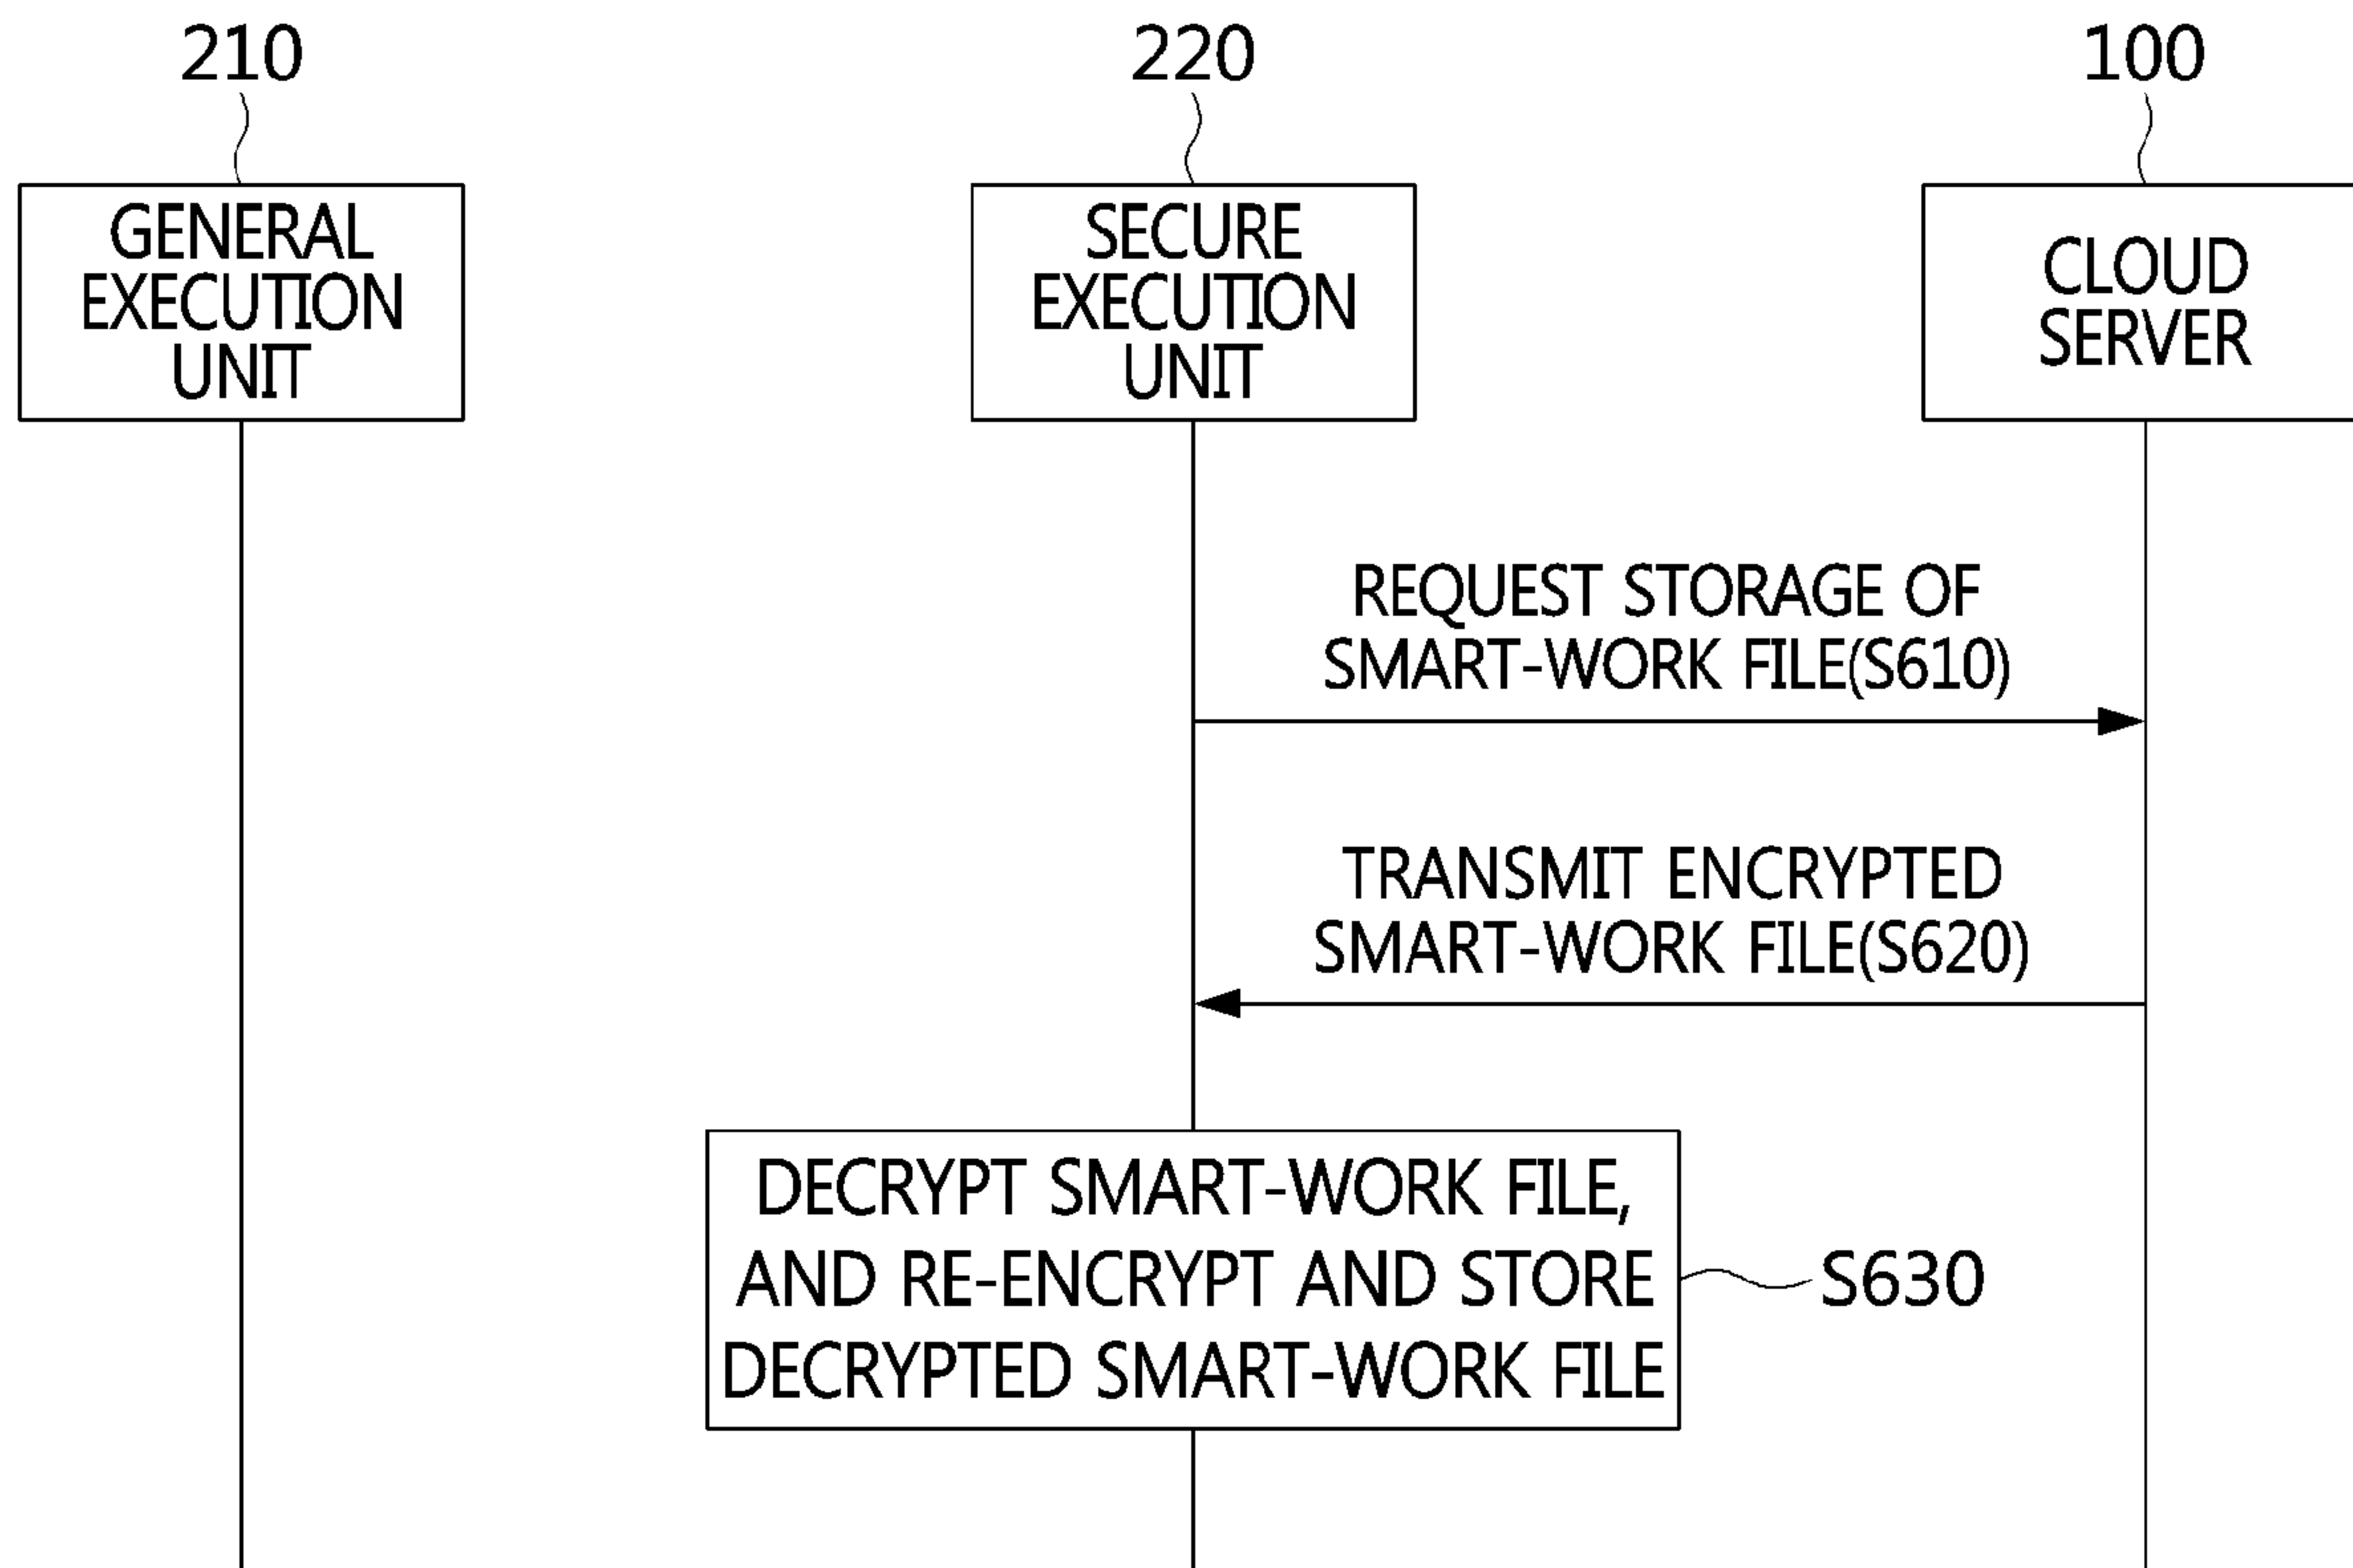 210
220
100
GENERAL
EXECUTION
UNIT
SECURE
EXECUTION
UNIT
CLOUD
SERVER
REQUEST STORAGE OF
SMART-WORK FILE(S610)
TRANSMIT ENCRYPTED
SMART-WORK FILE(S620)
DECRYPT SMART-WORK FILE,
AND RE-ENCRYPT AND STORE
DECRYPTED SMART-WORK FILE
S630